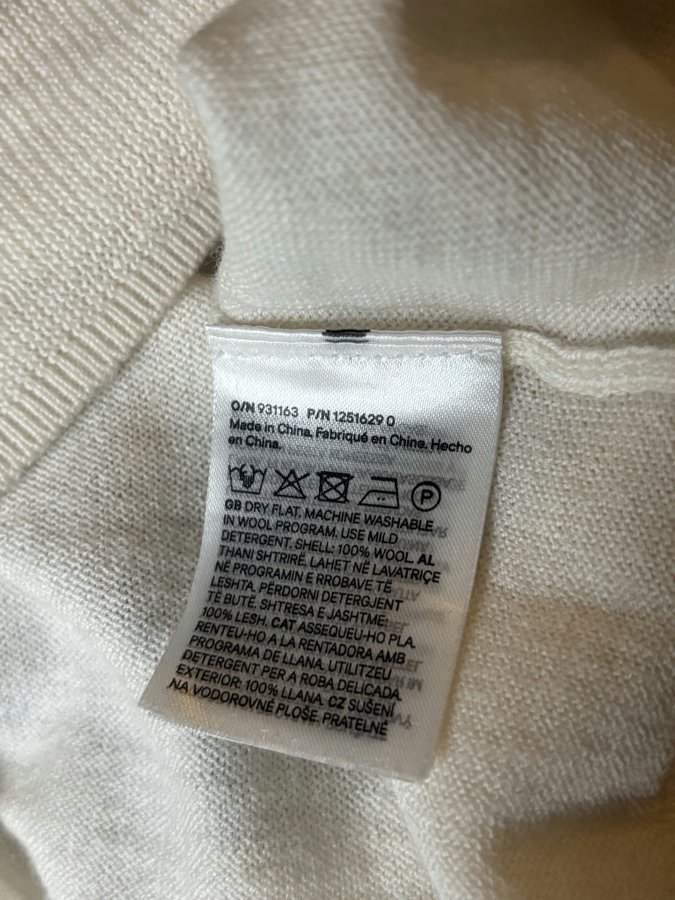 O/N 931163 P/N 1251629 0
Made in China. Fabriqué en Chine. Hecho
en China.
P
GB DRY FLAT. MACHINE WASHABLE
IN WOOL PROGRAM. USE MILD
DETERGENT. SHELL: 100% WOOL. AL
THANI SHTRIRË. LAHET NË LAVATRIÇE
NË PROGRAMIN E RROBAVE TË
LESHTA, PËRDORNI DETERGJENT
TË BUTË. SHTRESA E JASHTME:
100% LESH. CAT ASSEQUEU-HO PLA.
RENTEU-HO A LA RENTADORA AMB
PROGRAMA DE LLANA. UTILITZEU
DETERGENT PER A ROBA DELICADA.
EXTERIOR: 100% LLANA. CZ SUŠENÍ
NA VODOROVNÉ PLOŠE. PRATELNÉ